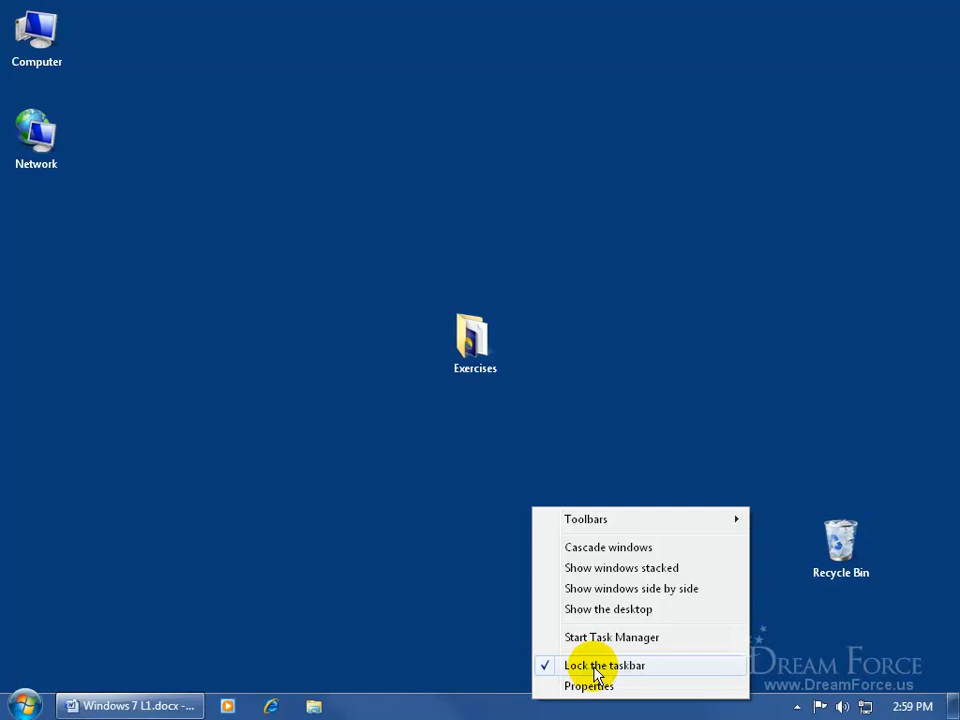 Computer
Network
Exercises
Toolbars
Cascade windows
Show windows stacked
Show windows side by side
Show the desktop
Start Task Manager
Lock the taskbar
Properties
Recycle Bin
DREAM FORCE
www.DreamForce.us
Windows 7 L1.docx -...
2:59 PM